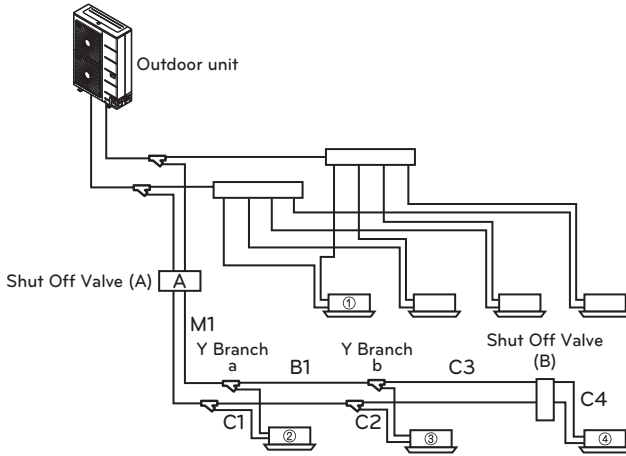 Outdoor unit
①
Shut Off Valve (A)
A
M1
Y Branch
a
B1
Y Branch
b
C3
Shut Off Valve
(B)
C4
C1
②
C2
③
④